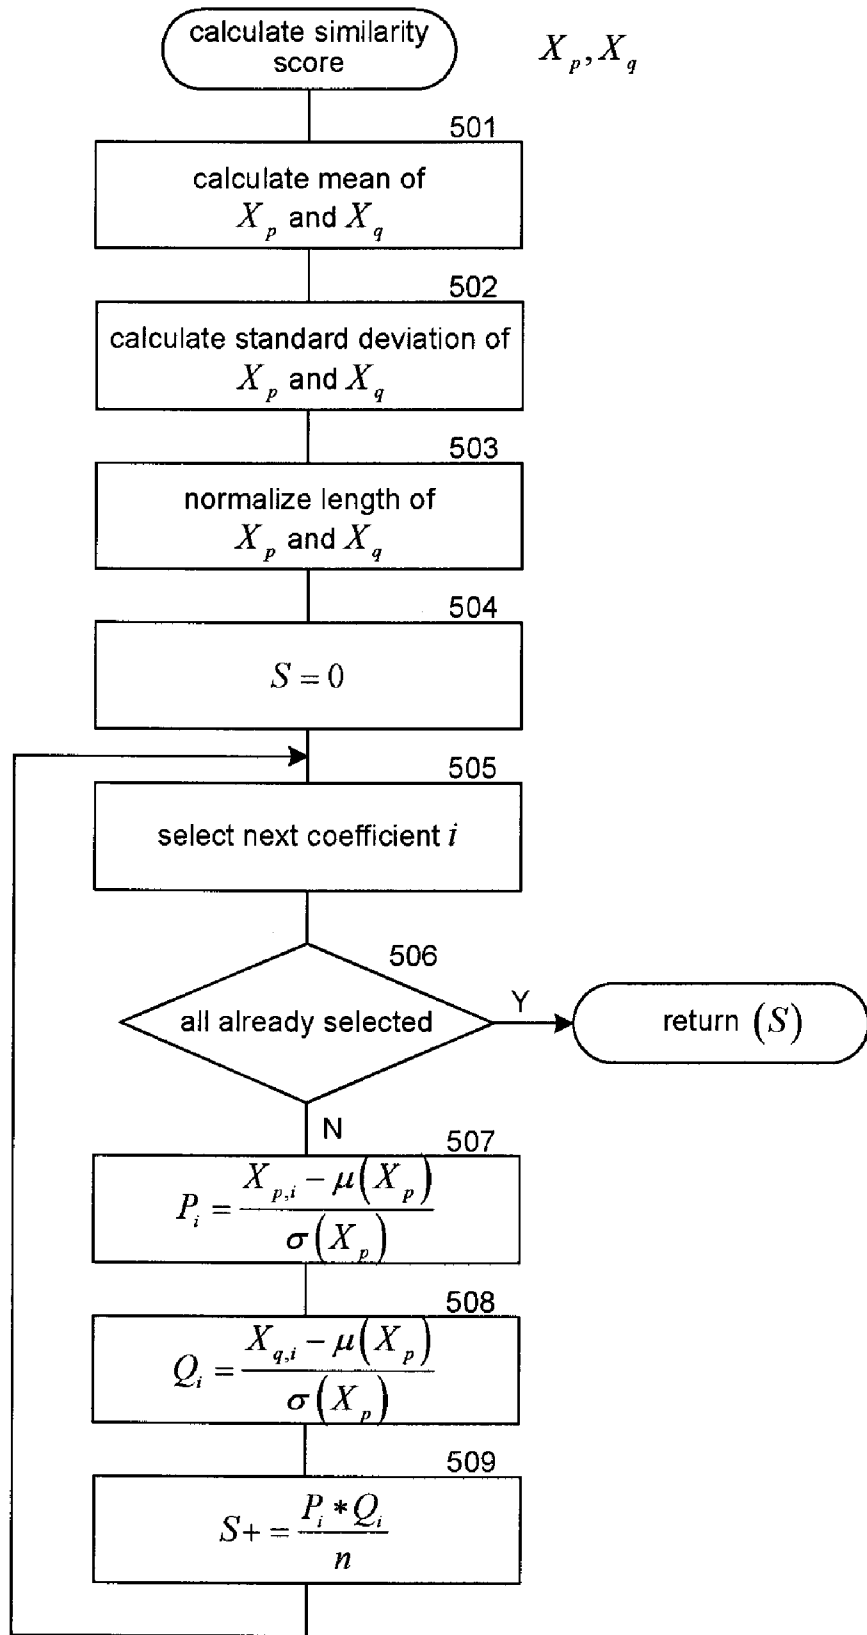 calculate similarity
score
X_p, X_q
501
calculate mean of
X_p and X_q
502
calculate standard deviation of
X_p and X_q
503
normalize length of
X_p and X_q
504
S = 0
505
select next coefficient i
506
all already selected
Y
return (S)
N
507
P_i = (X_{p,i} − μ(X_p)) / σ(X_p)
508
Q_i = (X_{q,i} − μ(X_p)) / σ(X_p)
509
S+ = (P_i * Q_i) / n